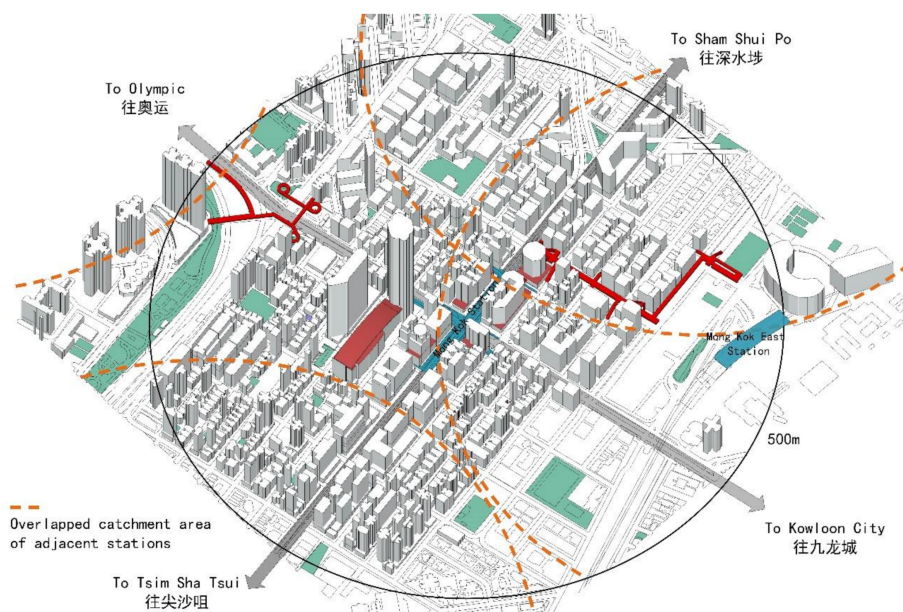 To Sham Shui Po
往深水埗
To Olympic
往奥运
Mong Kok Station
Mong Kok East
Station
500m
Overlapped catchment area
of adjacent stations
To Kowloon City
往九龙城
To Tsim Sha Tsui
往尖沙咀